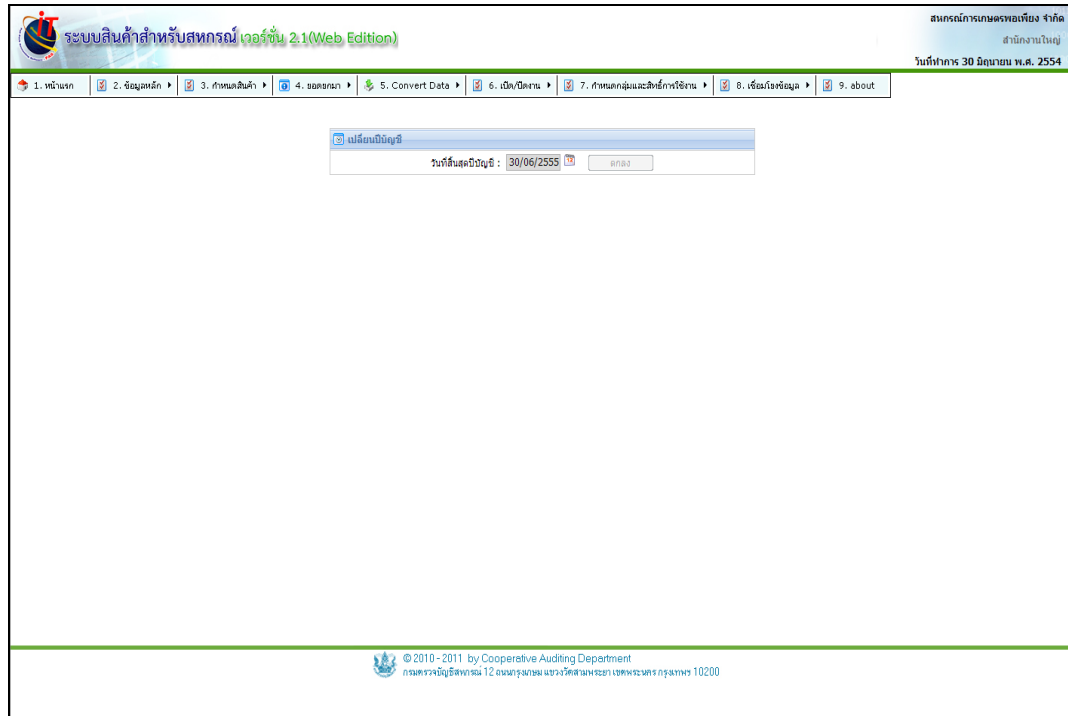 สหกรณ์การเกษตรพอเพียง จำกัด
ระบบสินค้าสำหรับสหกรณ์ เวอร์ชั่น 2.1(Web Edition)
สำนักงานใหญ่
วันที่ทำการ 30 มิถุนายน พ.ศ. 2554
1. หน้าแรก 2. ข้อมูลหลัก 3. กำหนดสินค้า 4. ยอดยกมา 5. Convert Data 6. เปิด/ปิดงาน 7. กำหนดกลุ่มและสิทธิ์การใช้งาน 8. เชื่อมโยงข้อมูล 9. about
เปลี่ยนปีบัญชี
วันที่สิ้นสุดปีบัญชี : 30/06/2555 ตกลง
© 2010 - 2011 by Cooperative Auditing Department
กรมตรวจบัญชีสหกรณ์ 12 ถนนกรุงเกษม แขวงวัดสามพระยา เขตพระนคร กรุงเทพฯ 10200